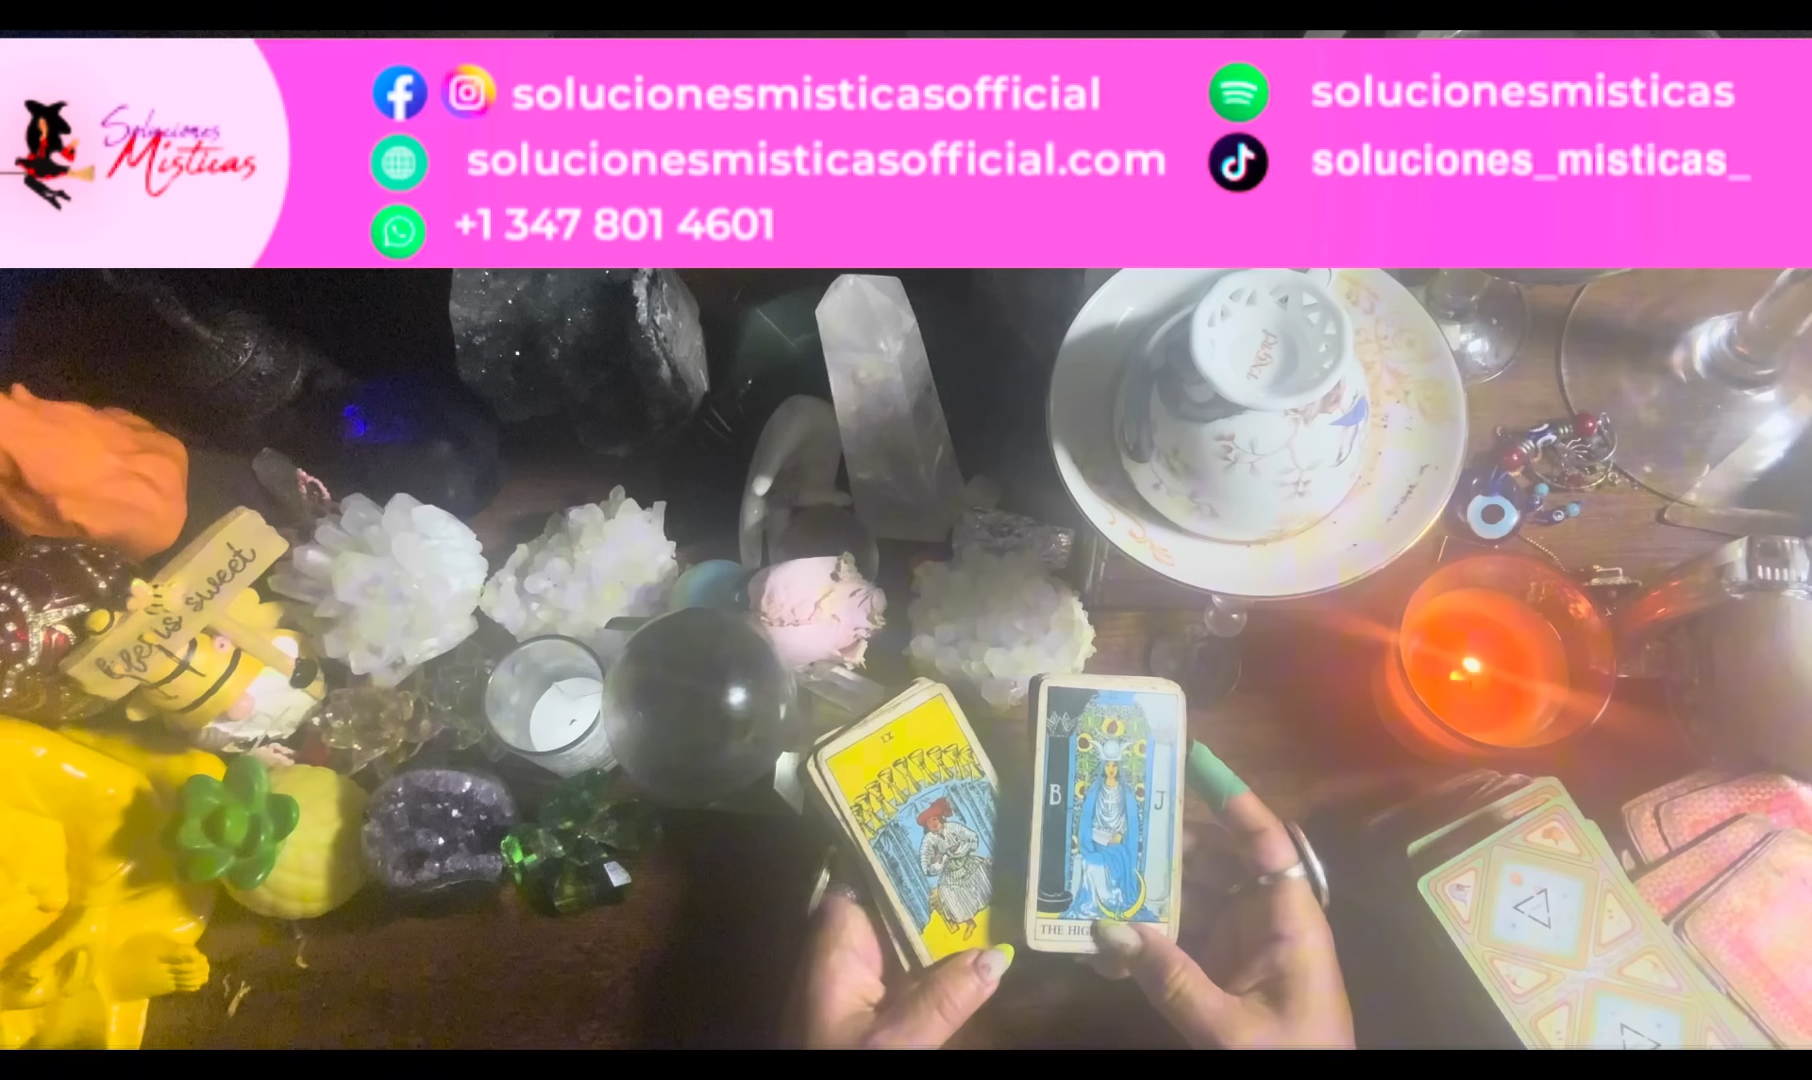 Soluciones
Misticas
solucionesmisticasofficial
solucionesmisticas
solucionesmisticasofficial.com
soluciones_misticas_
+1 347 801 4601
life is sweet
IX
B J
THE HIG